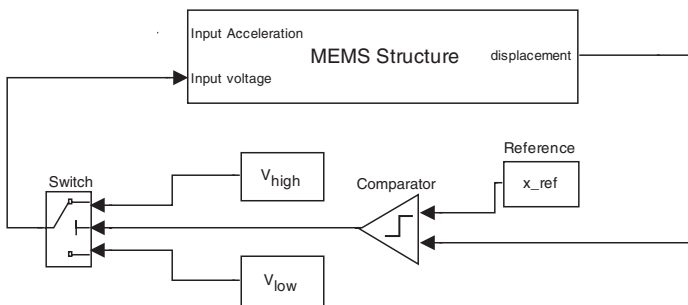 Input Acceleration
MEMS Structure
displacement
Input voltage
Reference
x_ref
Switch
V_high
Comparator
V_low